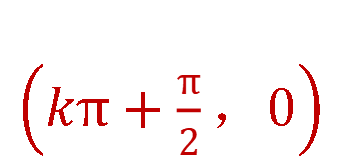 (kπ + π/2，0)